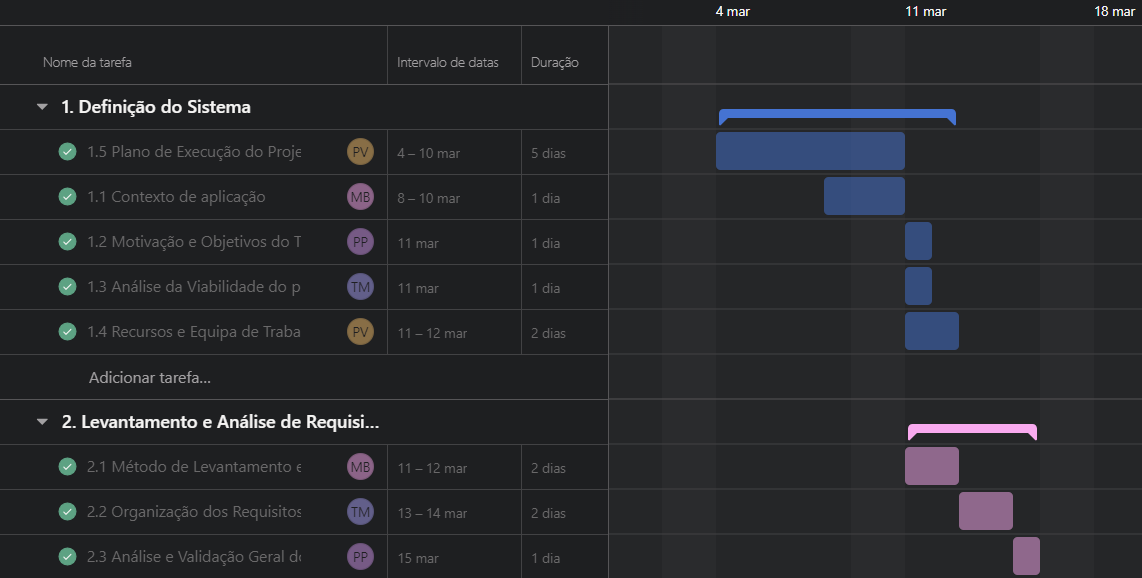 4 mar 11 mar 18 mar
Nome da tarefa Intervalo de datas Duração
1. Definição do Sistema
1.5 Plano de Execução do Proje PV 4 – 10 mar 5 dias
1.1 Contexto de aplicação MB 8 – 10 mar 1 dia
1.2 Motivação e Objetivos do T PP 11 mar 1 dia
1.3 Análise da Viabilidade do p TM 11 mar 1 dia
1.4 Recursos e Equipa de Traba PV 11 – 12 mar 2 dias
Adicionar tarefa...
2. Levantamento e Análise de Requisi...
2.1 Método de Levantamento e MB 11 – 12 mar 2 dias
2.2 Organização dos Requisitos TM 13 – 14 mar 2 dias
2.3 Análise e Validação Geral do PP 15 mar 1 dia